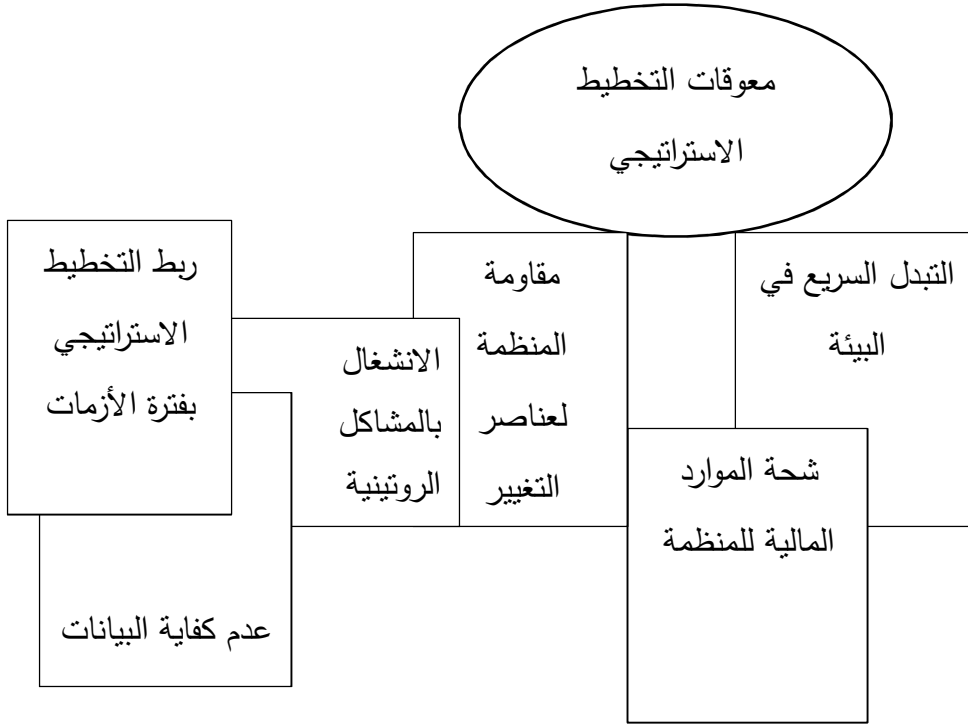 معوقات التخطيط
الاستراتيجي
التبدل السريع في
البيئة
شحة الموارد
المالية للمنظمة
مقاومة
المنظمة
لعناصر
التغيير
الانشغال
بالمشاكل
الروتينية
ربط التخطيط
الاستراتيجي
بفترة الأزمات
عدم كفاية البيانات